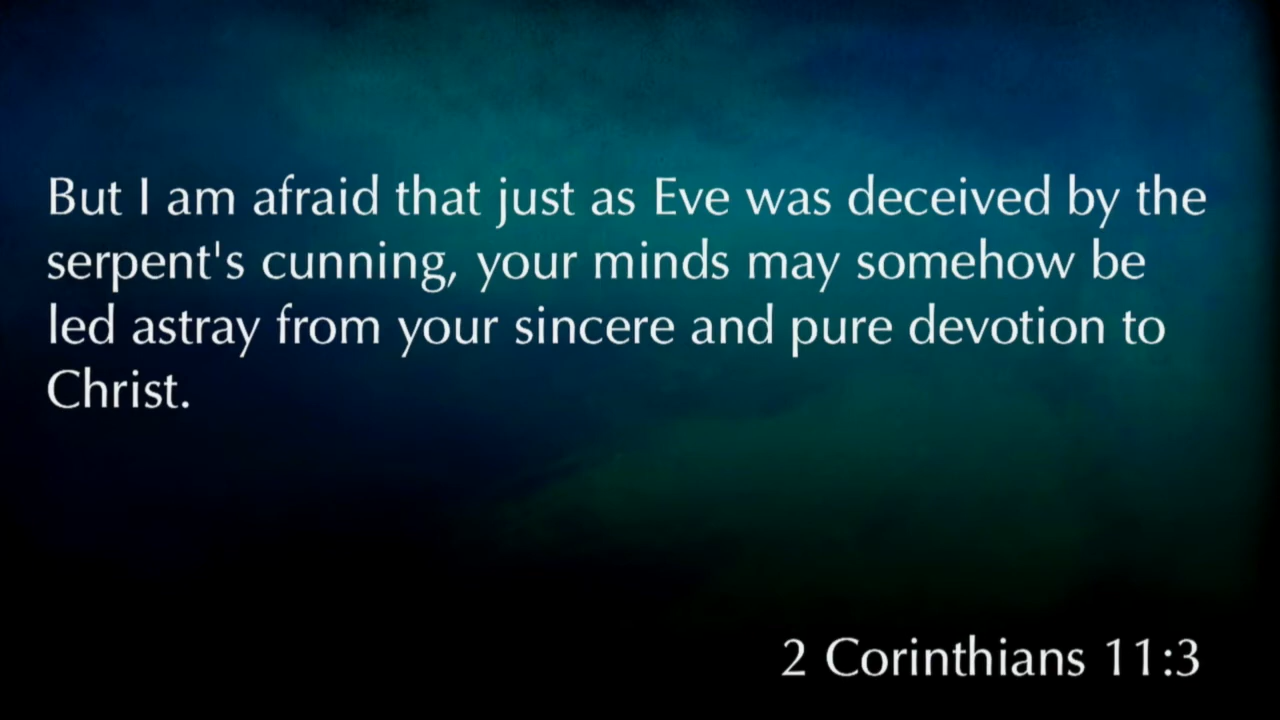 But I am afraid that just as Eve was deceived by the
serpent's cunning, your minds may somehow be
led astray from your sincere and pure devotion to
Christ.
2 Corinthians 11:3